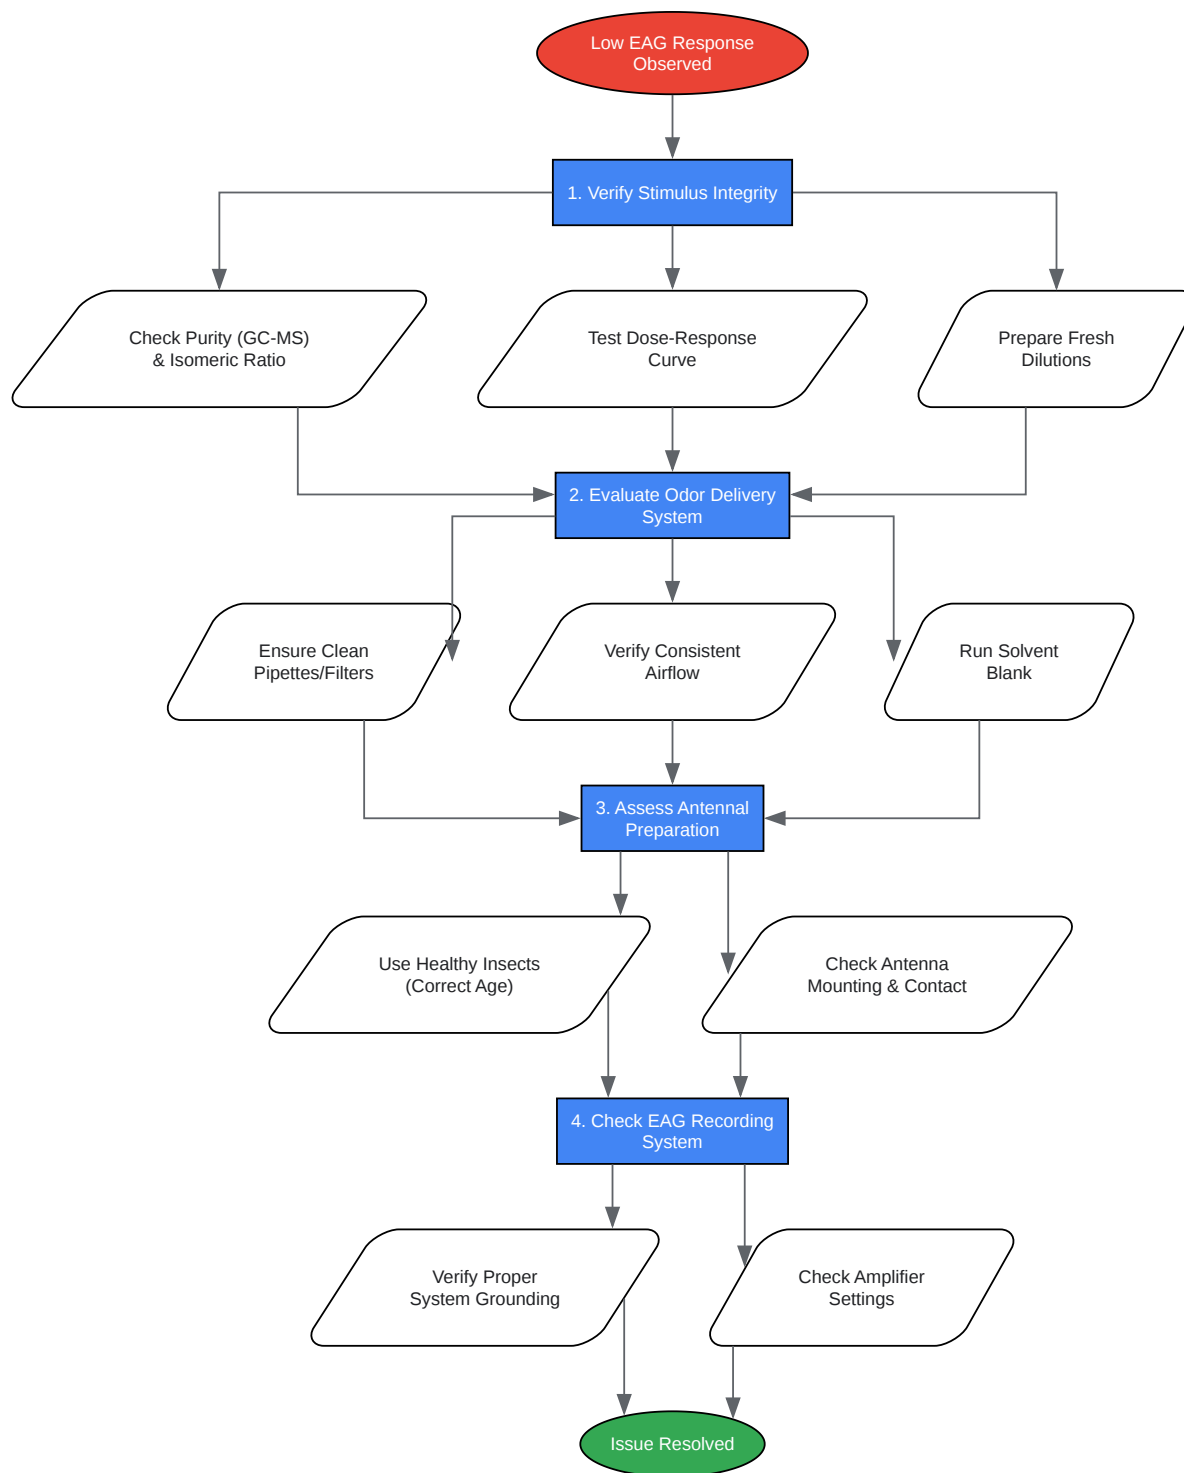 Low EAG Response
Observed
1. Verify Stimulus Integrity
Check Purity (GC-MS)
& Isomeric Ratio
Test Dose-Response
Curve
Prepare Fresh
Dilutions
2. Evaluate Odor Delivery
System
Ensure Clean
Pipettes/Filters
Verify Consistent
Airflow
Run Solvent
Blank
3. Assess Antennal
Preparation
Use Healthy Insects
(Correct Age)
Check Antenna
Mounting & Contact
4. Check EAG Recording
System
Verify Proper
System Grounding
Check Amplifier
Settings
Issue Resolved